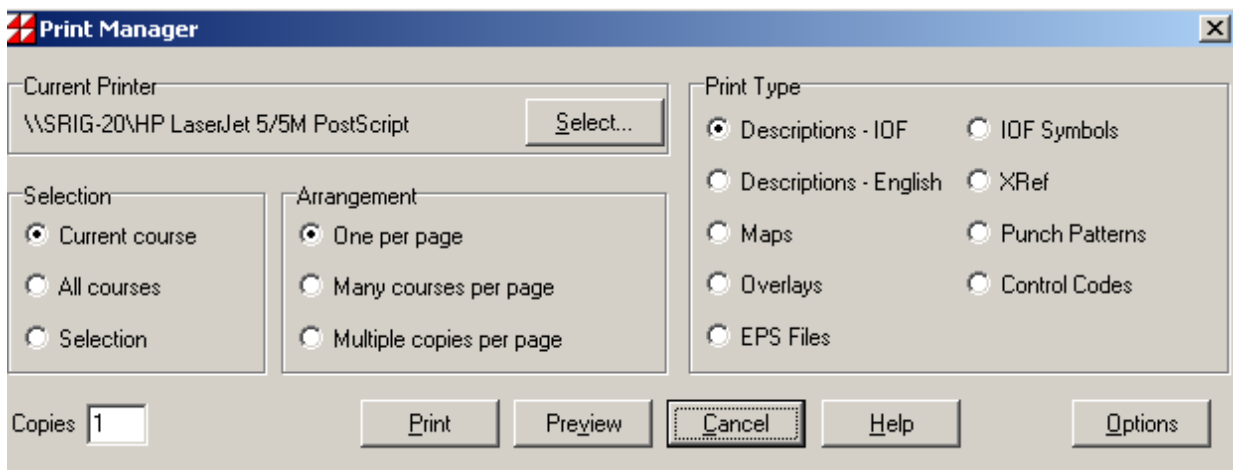 Print Manager
Current Printer
\\SRIG-20\HP LaserJet 5/5M PostScript
Select...
Selection
Current course
All courses
Selection
Arrangement
One per page
Many courses per page
Multiple copies per page
Print Type
Descriptions - IOF
IOF Symbols
Descriptions - English
XRef
Maps
Punch Patterns
Overlays
Control Codes
EPS Files
Copies 1
Print
Preview
Cancel
Help
Options